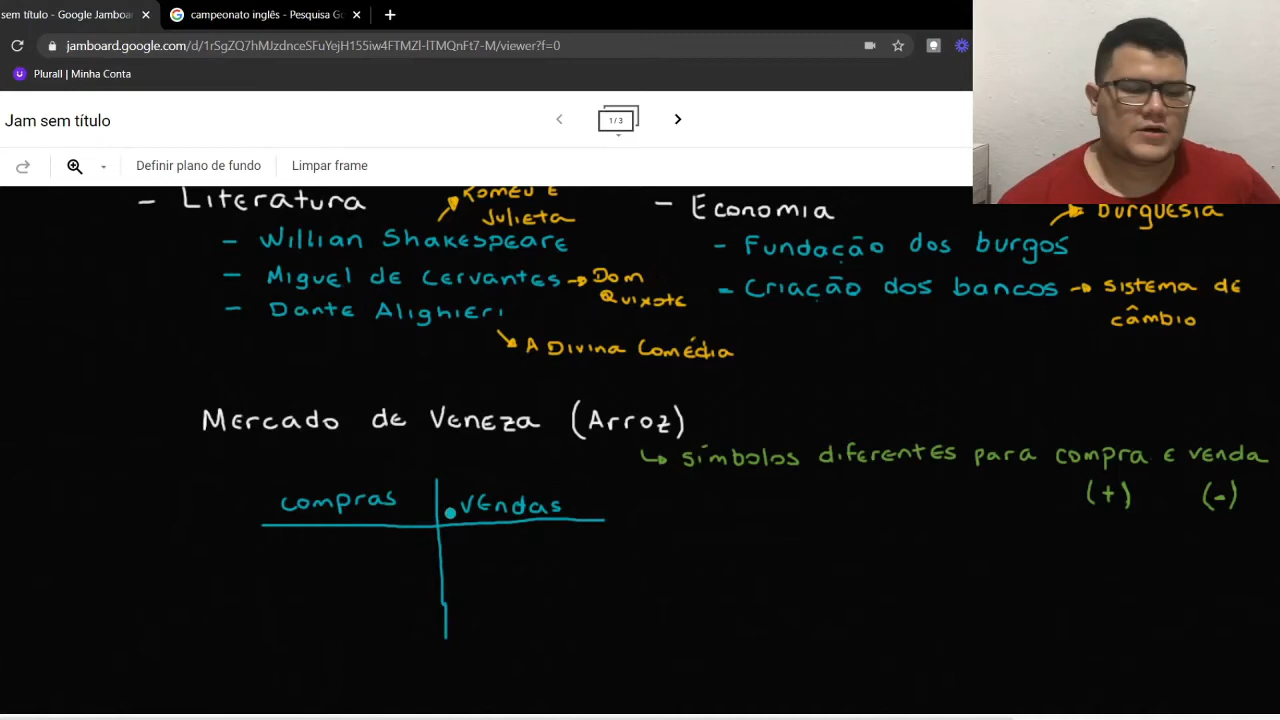 sem título - Google Jamboar
campeonato inglês - Pesquisa Go
jamboard.google.com/d/1rSgZQ7hMJzdnceSFuYejH155iw4FTMZl-lTMQnFt7-M/viewer?f=0
Plurall | Minha Conta
Jam sem título
1/3
Definir plano de fundo
Limpar frame
- Literatura
Romeu e
Julieta
- Willian Shakespeare
- Miguel de Cervantes → Dom
Quixote
- Dante Alighieri
A Divina Comédia
- Economia
Burguesia
- Fundação dos burgos
- Criação dos bancos → sistema de
câmbio
Mercado de Veneza (Arroz)
↳ símbolos diferentes para compra e venda
(+) (-)
compras vendas